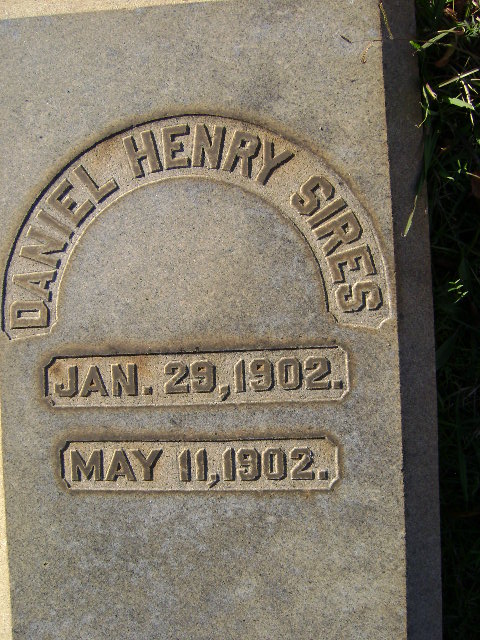 DANIEL HENRY SIRES
JAN. 29, 1902.
MAY 11, 1902.